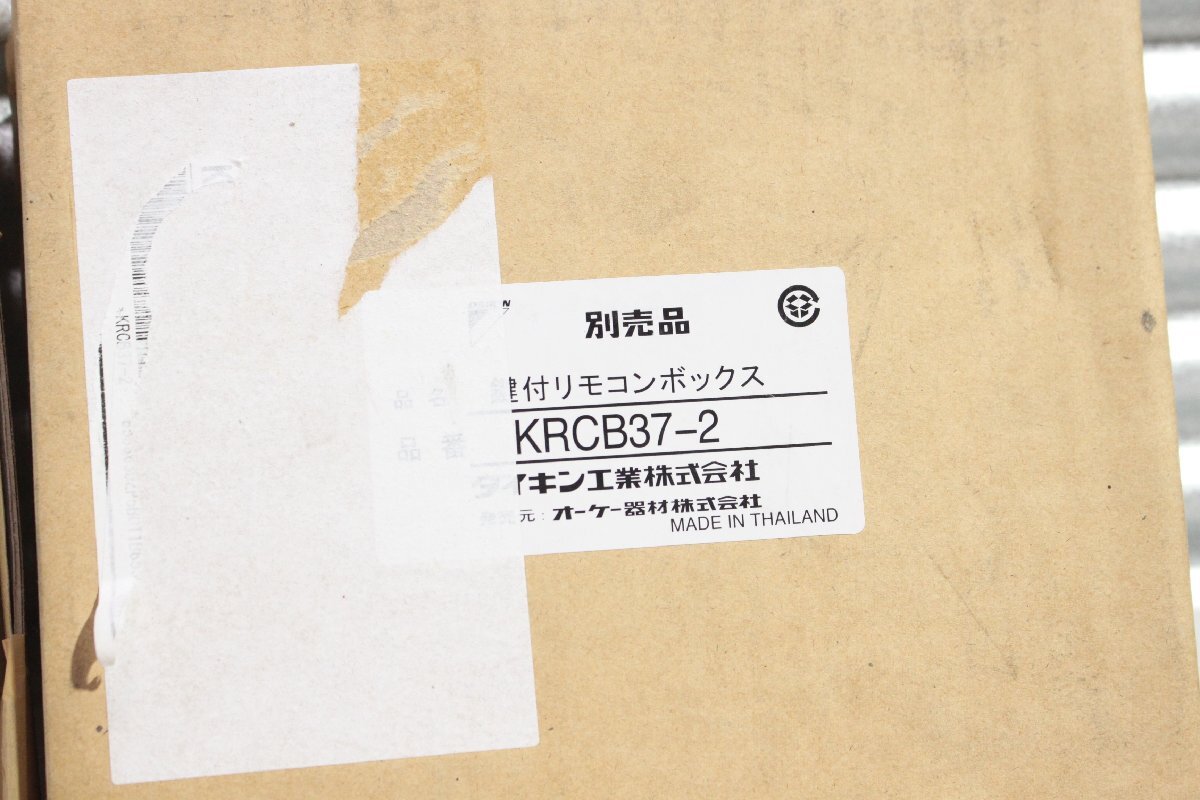 別売品
品名 鍵付リモコンボックス
品番 KRCB37-2
ダイキン工業株式会社
発売元：オーケー器材株式会社
MADE IN THAILAND